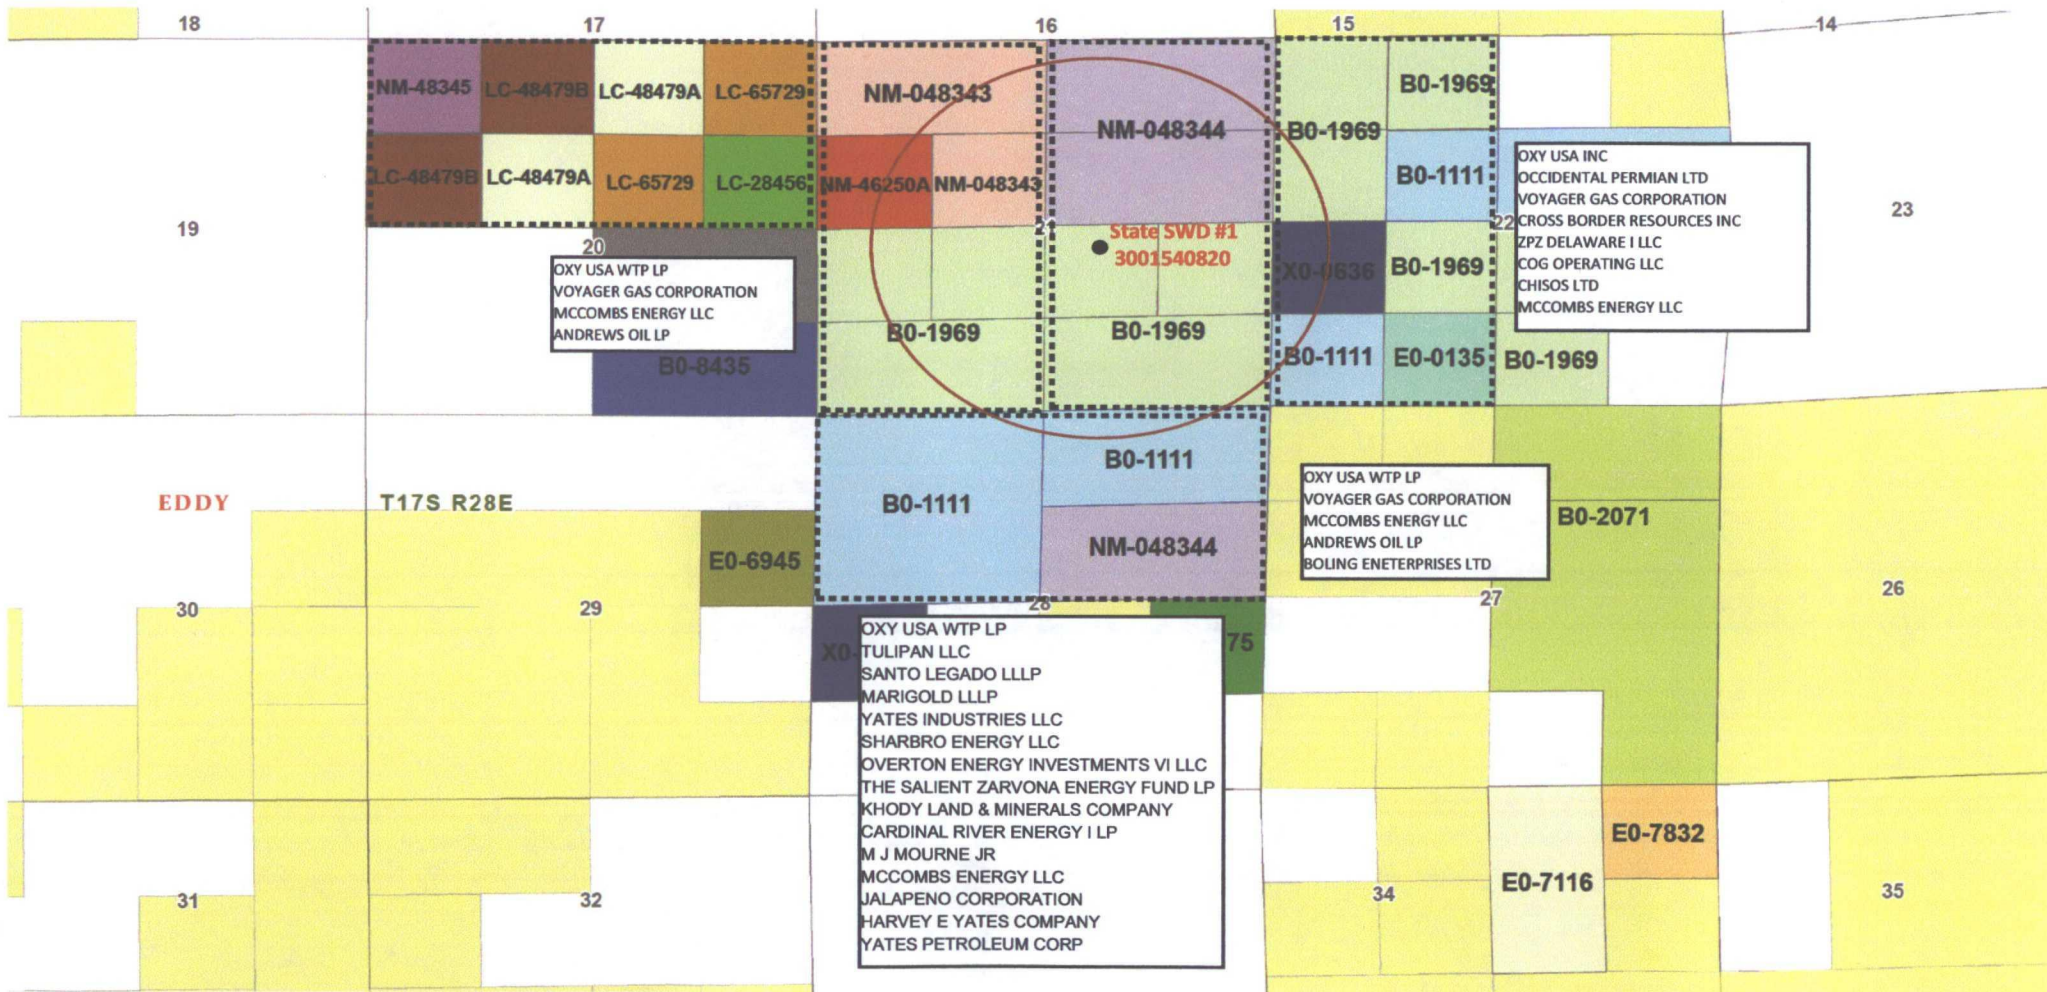 18
17
16
15
14
NM-48345
LC-48479B
LC-48479A
LC-65729
NM-048343
NM-048344
B0-1969
B0-1969
LC-48479B
LC-48479A
LC-65729
LC-28456
NM-46250A
NM-048343
B0-1111
19
20
21
22
23
State SWD #1
3001540820
X0-0636
B0-1969
OXY USA INC
OCCIDENTAL PERMIAN LTD
VOYAGER GAS CORPORATION
CROSS BORDER RESOURCES INC
ZPZ DELAWARE I LLC
COG OPERATING LLC
CHISOS LTD
MCCOMBS ENERGY LLC
OXY USA WTP LP
VOYAGER GAS CORPORATION
MCCOMBS ENERGY LLC
ANDREWS OIL LP
B0-8435
B0-1969
B0-1969
B0-1111
E0-0135
B0-1969
EDDY
T17S R28E
B0-1111
B0-1111
NM-048344
OXY USA WTP LP
VOYAGER GAS CORPORATION
MCCOMBS ENERGY LLC
ANDREWS OIL LP
BOLING ENETERPRISES LTD
B0-2071
E0-6945
30
29
28
27
26
X0-
75
OXY USA WTP LP
TULIPAN LLC
SANTO LEGADO LLLP
MARIGOLD LLLP
YATES INDUSTRIES LLC
SHARBRO ENERGY LLC
OVERTON ENERGY INVESTMENTS VI LLC
THE SALIENT ZARVONA ENERGY FUND LP
KHODY LAND & MINERALS COMPANY
CARDINAL RIVER ENERGY I LP
M J MOURNE JR
MCCOMBS ENERGY LLC
JALAPENO CORPORATION
HARVEY E YATES COMPANY
YATES PETROLEUM CORP
E0-7832
E0-7116
31
32
34
35